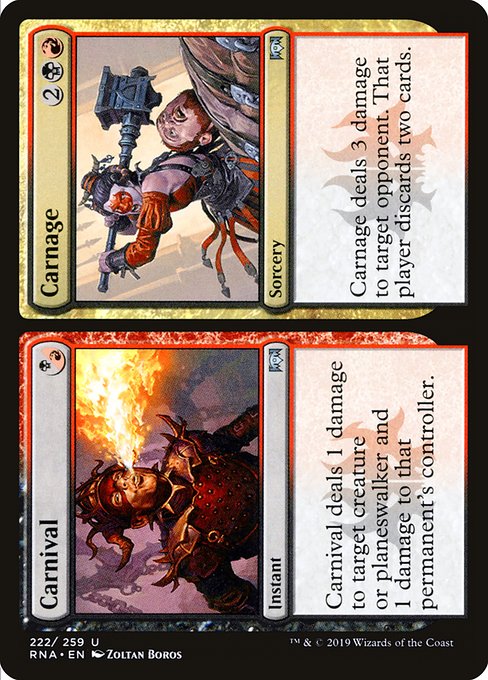 Carnival
Instant
Carnival deals 1 damage
to target creature
or planeswalker and
1 damage to that
permanent's controller.
Carnage
2
Sorcery
Carnage deals 3 damage
to target opponent. That
player discards two cards.
222/ 259 U
RNA • EN Zoltan Boros
™ & © 2019 Wizards of the Coast